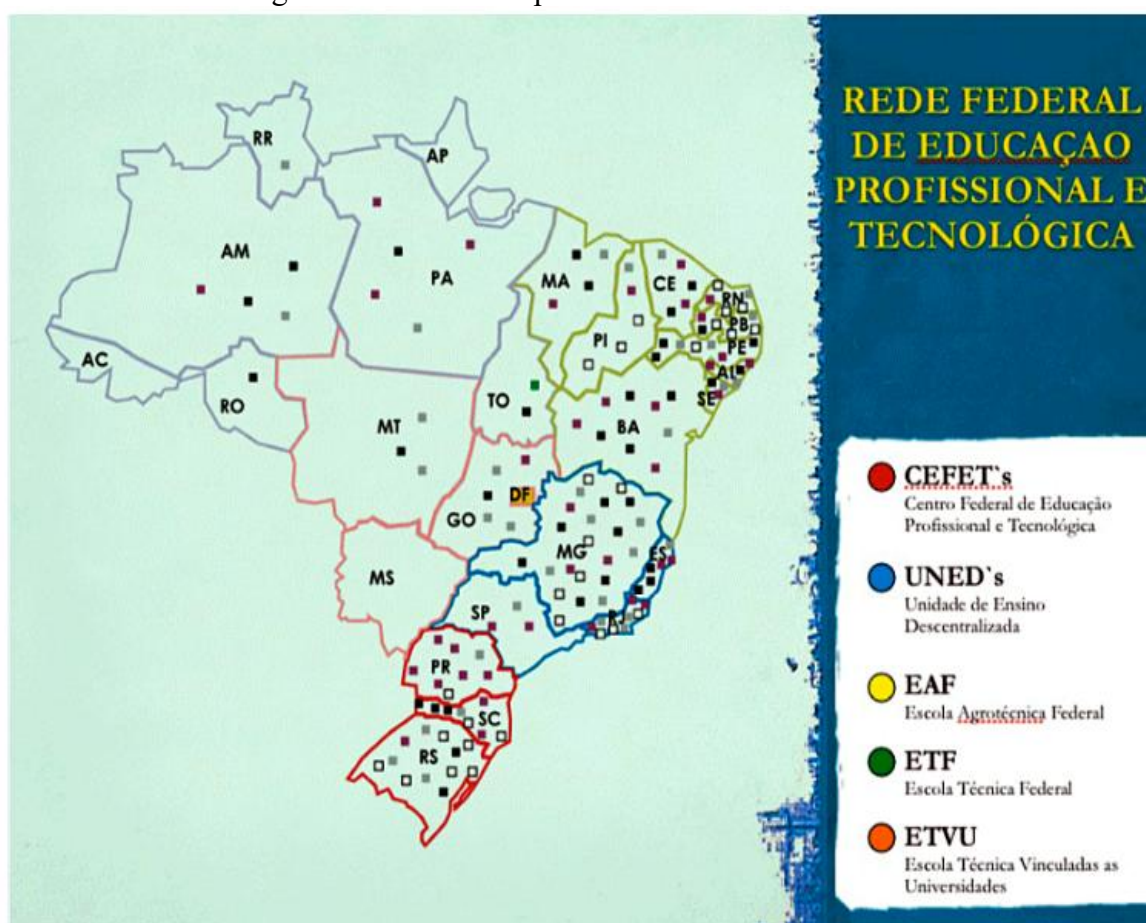 REDE FEDERAL
DE EDUCAÇAO
PROFISSIONAL E
TECNOLÓGICA
RR
AP
AM
PA
MA
CE
RN
PB
PI
PE
AC
AL
SE
TO
RO
MT
BA
DF
GO
MG
ES
MS
SP
RJ
PR
SC
RS
CEFET`s
Centro Federal de Educação
Profissional e Tecnológica
UNED`s
Unidade de Ensino
Descentralizada
EAF
Escola Agrotécnica Federal
ETF
Escola Técnica Federal
ETVU
Escola Técnica Vinculadas as
Universidades